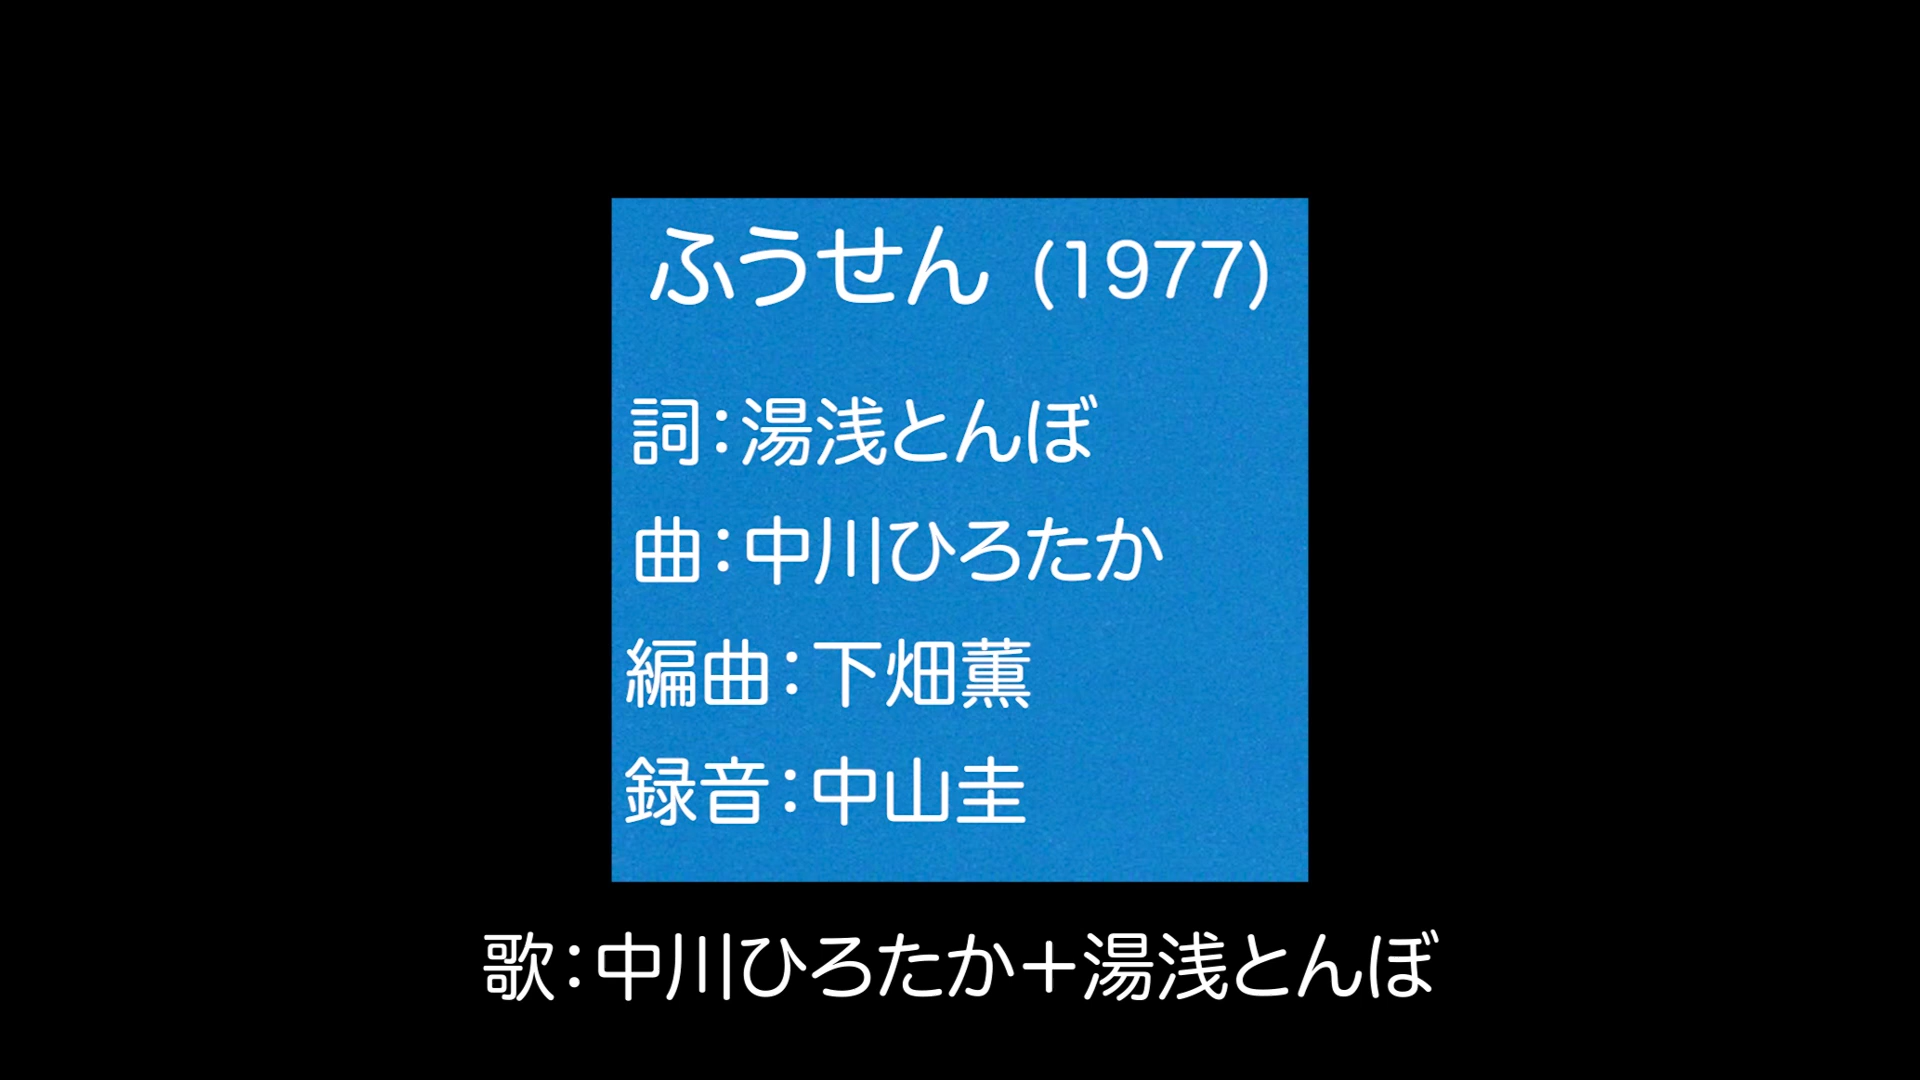 ふうせん (1977)
詞:湯浅とんぼ
曲:中川ひろたか
編曲:下畑薫
録音:中山圭
歌:中川ひろたか+湯浅とんぼ